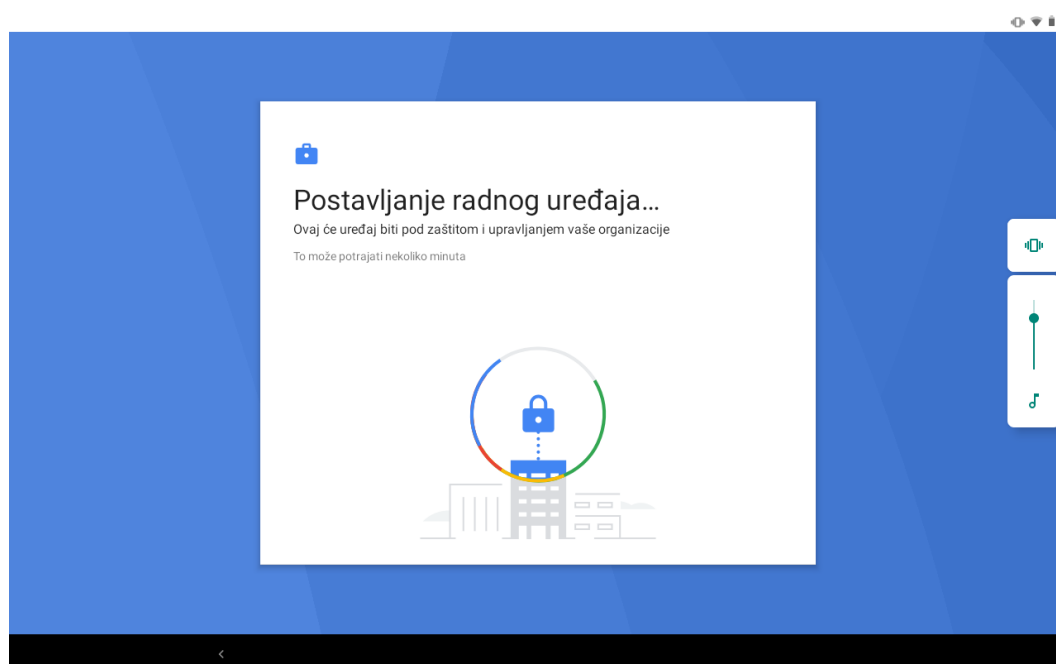 Postavljanje radnog uređaja...
Ovaj će uređaj biti pod zaštitom i upravljanjem vaše organizacije
To može potrajati nekoliko minuta